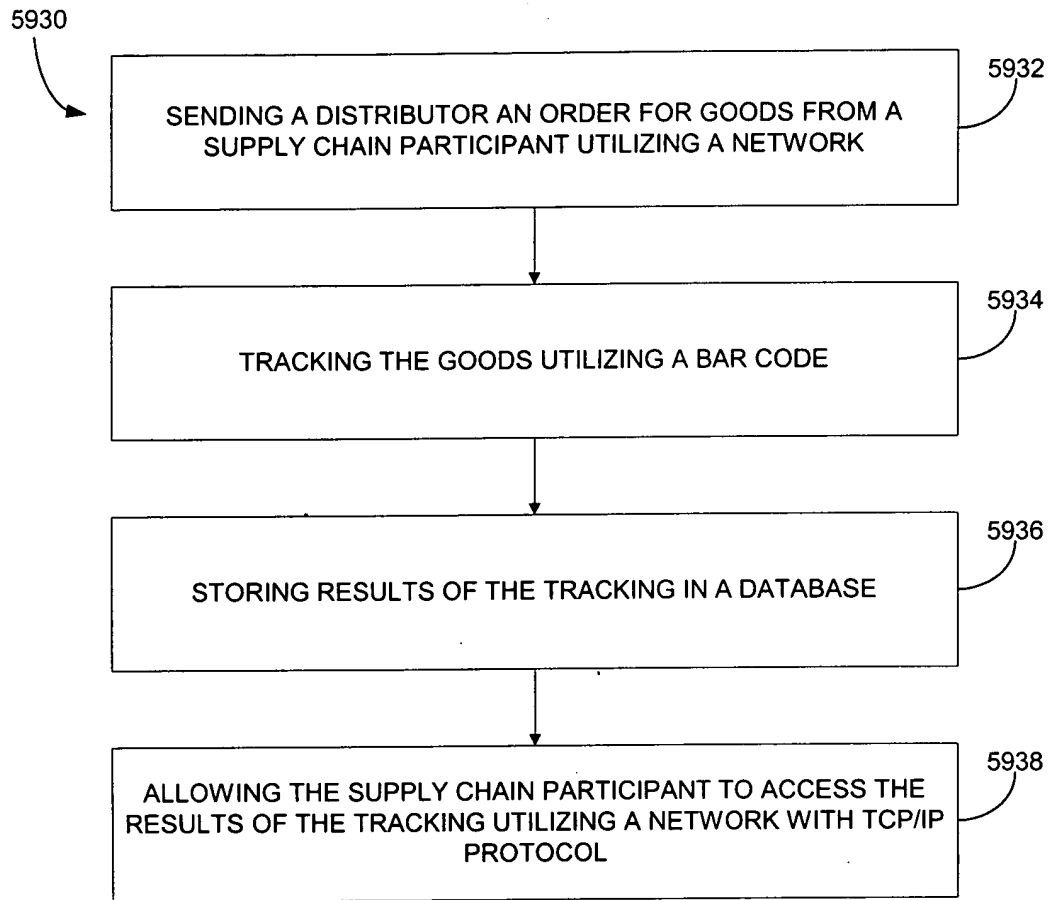 5930
5932
SENDING A DISTRIBUTOR AN ORDER FOR GOODS FROM A
SUPPLY CHAIN PARTICIPANT UTILIZING A NETWORK
5934
TRACKING THE GOODS UTILIZING A BAR CODE
5936
STORING RESULTS OF THE TRACKING IN A DATABASE
5938
ALLOWING THE SUPPLY CHAIN PARTICIPANT TO ACCESS THE
RESULTS OF THE TRACKING UTILIZING A NETWORK WITH TCP/IP
PROTOCOL